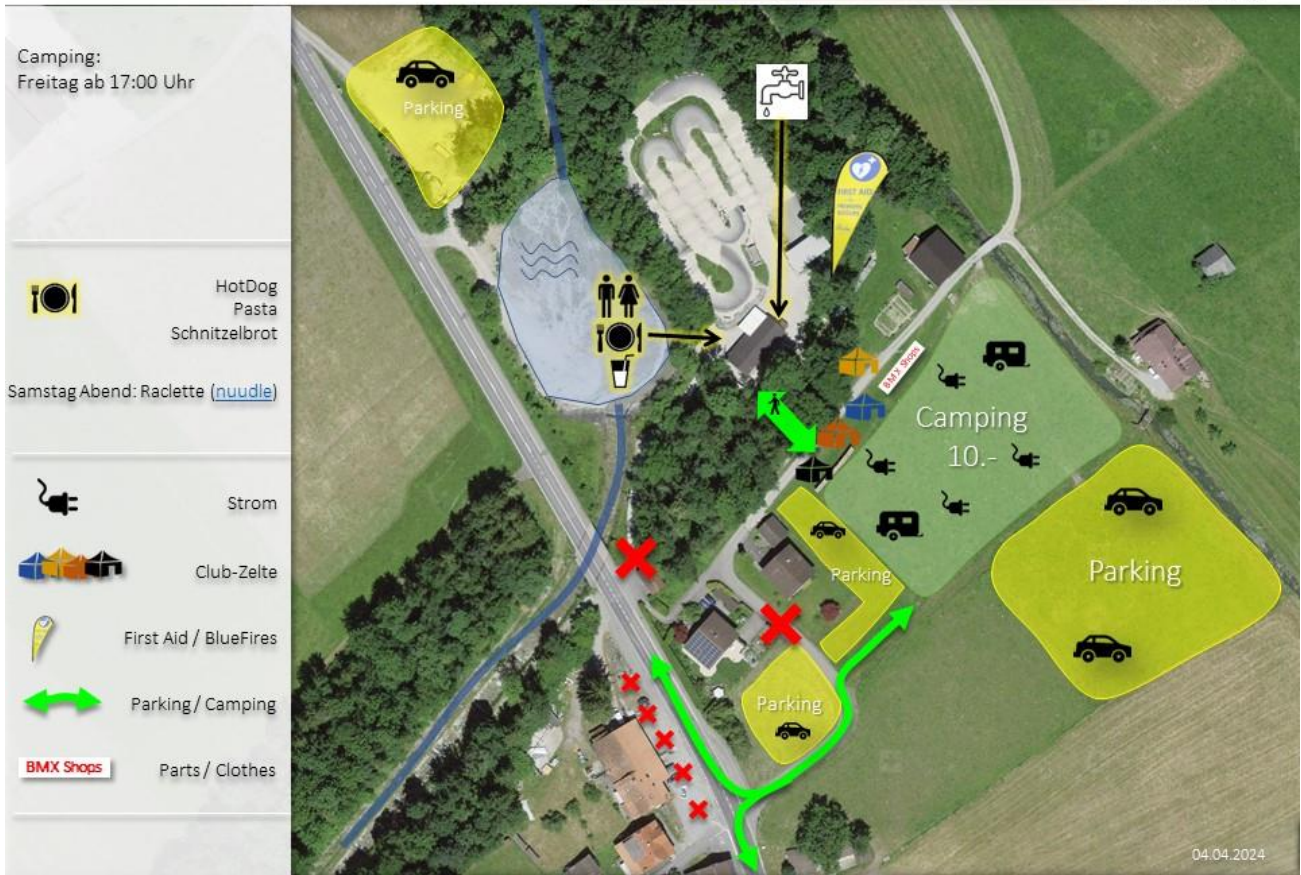 Camping:
Freitag ab 17:00 Uhr
HotDog
Pasta
Schnitzelbrot
Samstag Abend: Raclette (nuudle)
Strom
Club-Zelte
First Aid / BlueFires
Parking / Camping
BMX Shops
Parts / Clothes
Parking
FIRST AID
BMX Shops
Camping
10.-
Parking
Parking
Parking
04.04.2024